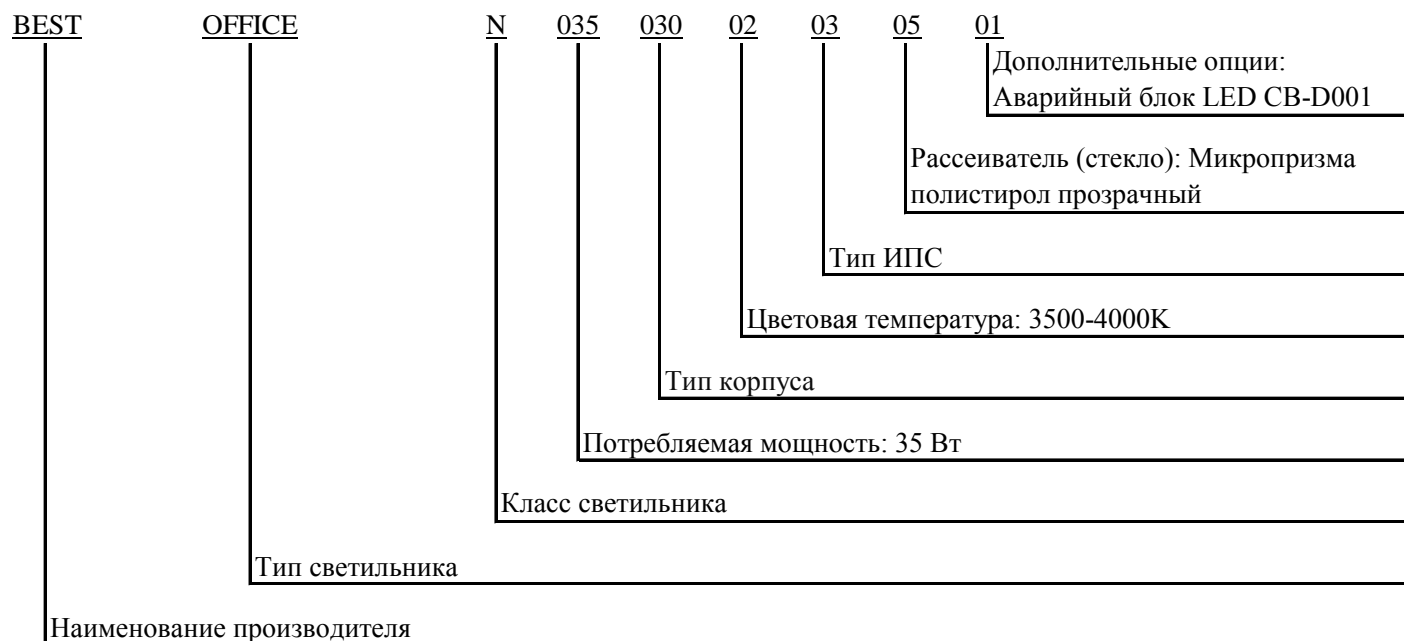 BEST OFFICE N 035 030 02 03 05 01
Дополнительные опции:
Аварийный блок LED CB-D001
Рассеиватель (стекло): Микропризма
полистирол прозрачный
Тип ИПС
Цветовая температура: 3500-4000K
Тип корпуса
Потребляемая мощность: 35 Вт
Класс светильника
Тип светильника
Наименование производителя